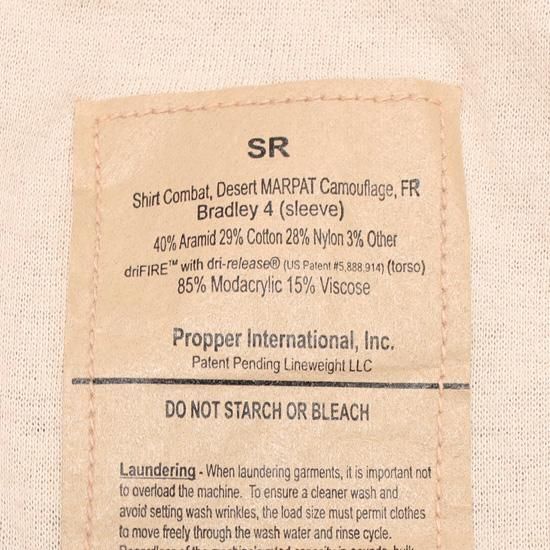 SR
Shirt Combat, Desert MARPAT Camouflage, FR
Bradley 4 (sleeve)
40% Aramid 29% Cotton 28% Nylon 3% Other
driFIRE™ with dri-release® (US Patent #5,888,914) (torso)
85% Modacrylic 15% Viscose
Propper International, Inc.
Patent Pending Lineweight LLC
DO NOT STARCH OR BLEACH
Laundering - When laundering garments, it is important not
to overload the machine. To ensure a cleaner wash and
avoid setting wash wrinkles, the load size must permit clothes
to move freely through the wash water and rinse cycle.